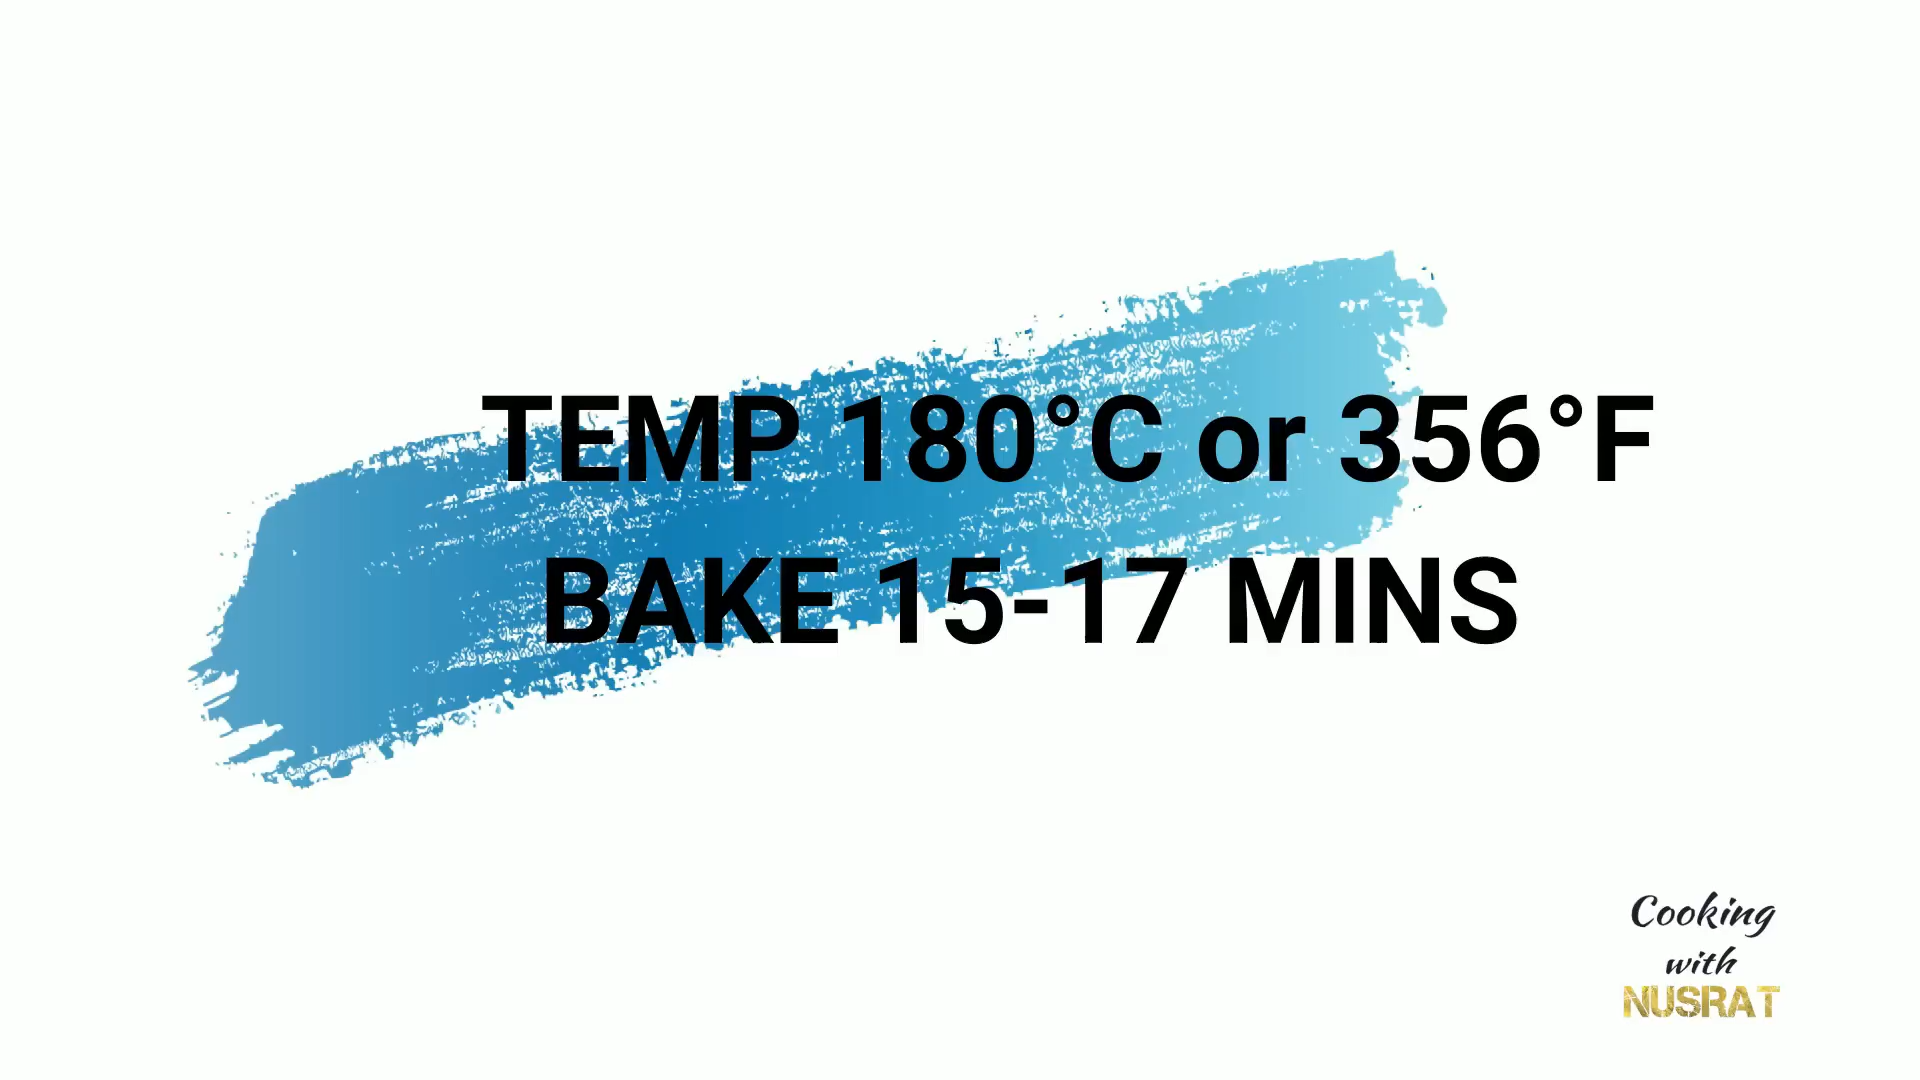 TEMP 180°C or 356°F
BAKE 15-17 MINS
Cooking
with
NUSRAT